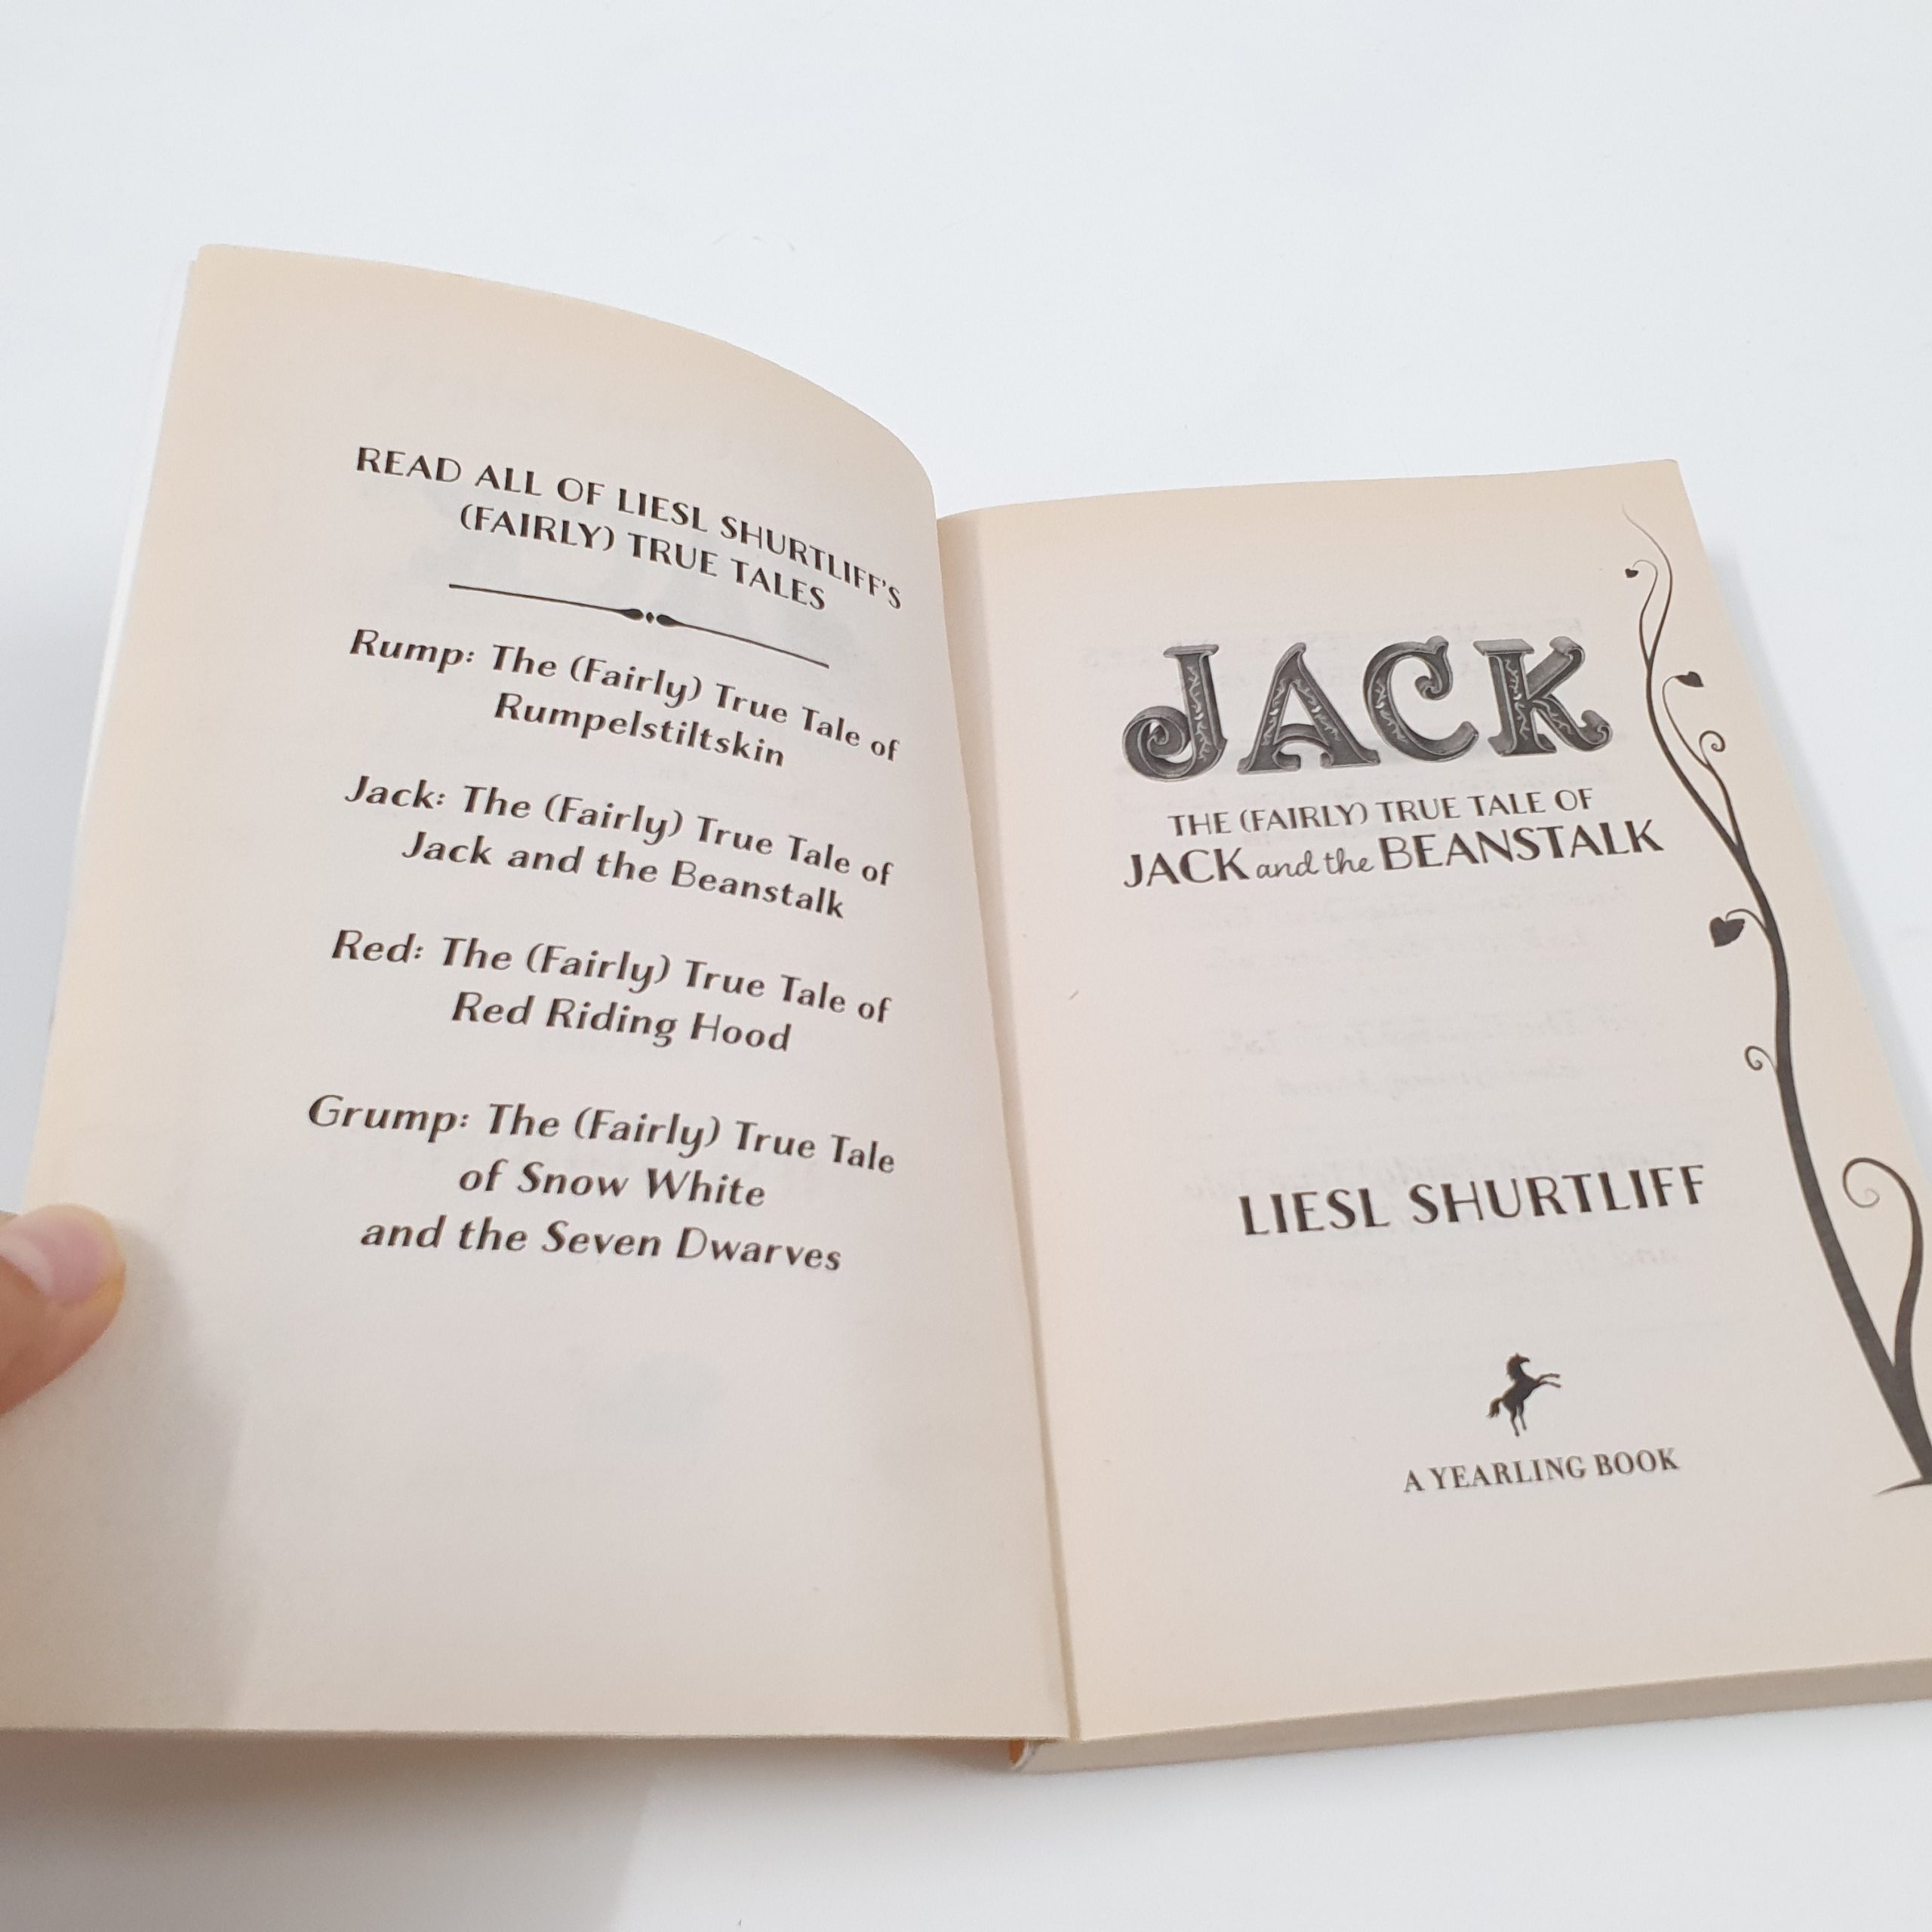 READ ALL OF LIESL SHURTLIFF'S
(FAIRLY) TRUE TALES
Rump: The (Fairly) True Tale of
Rumpelstiltskin
Jack: The (Fairly) True Tale of
Jack and the Beanstalk
Red: The (Fairly) True Tale of
Red Riding Hood
Grump: The (Fairly) True Tale
of Snow White
and the Seven Dwarves
JACK
THE (FAIRLY) TRUE TALE OF
JACK and the BEANSTALK
LIESL SHURTLIFF
A YEARLING BOOK